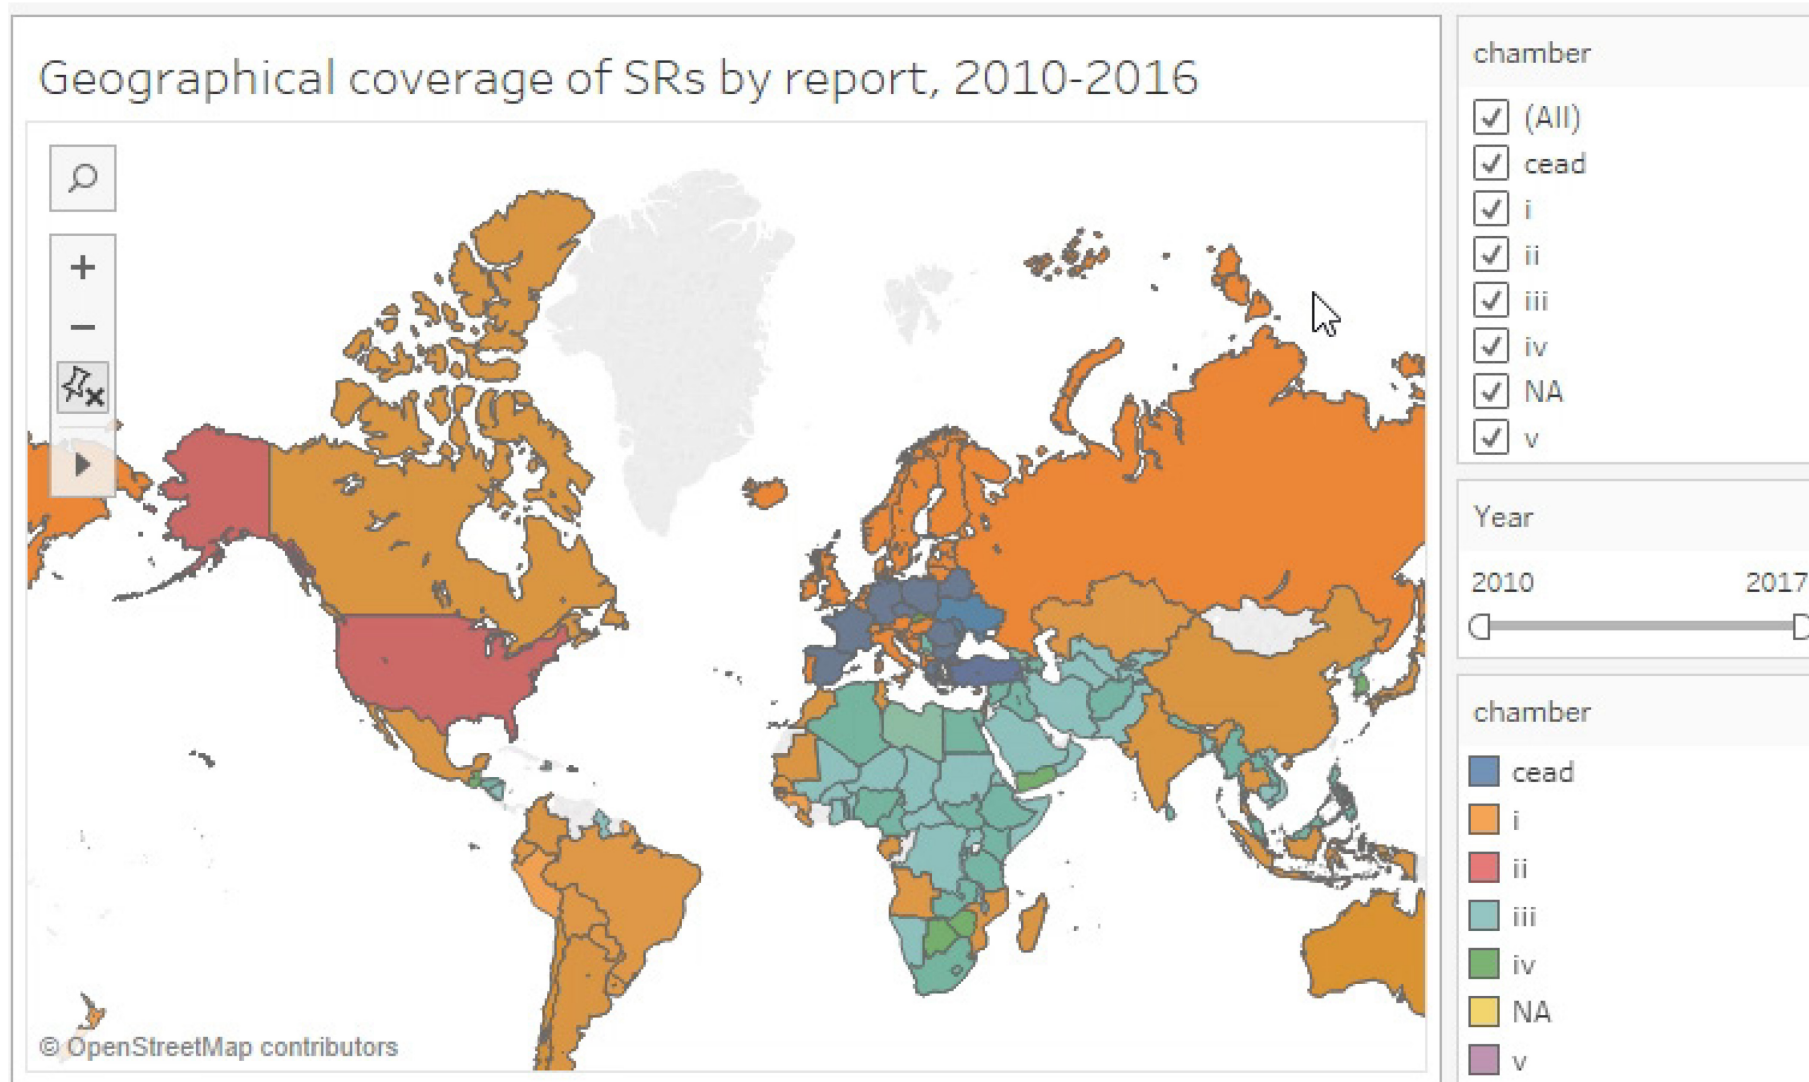 Geographical coverage of SRs by report, 2010-2016
© OpenStreetMap contributors
chamber
(All)
cead
i
ii
iii
iv
NA
v
Year
2010 2017
chamber
cead
i
ii
iii
iv
NA
v